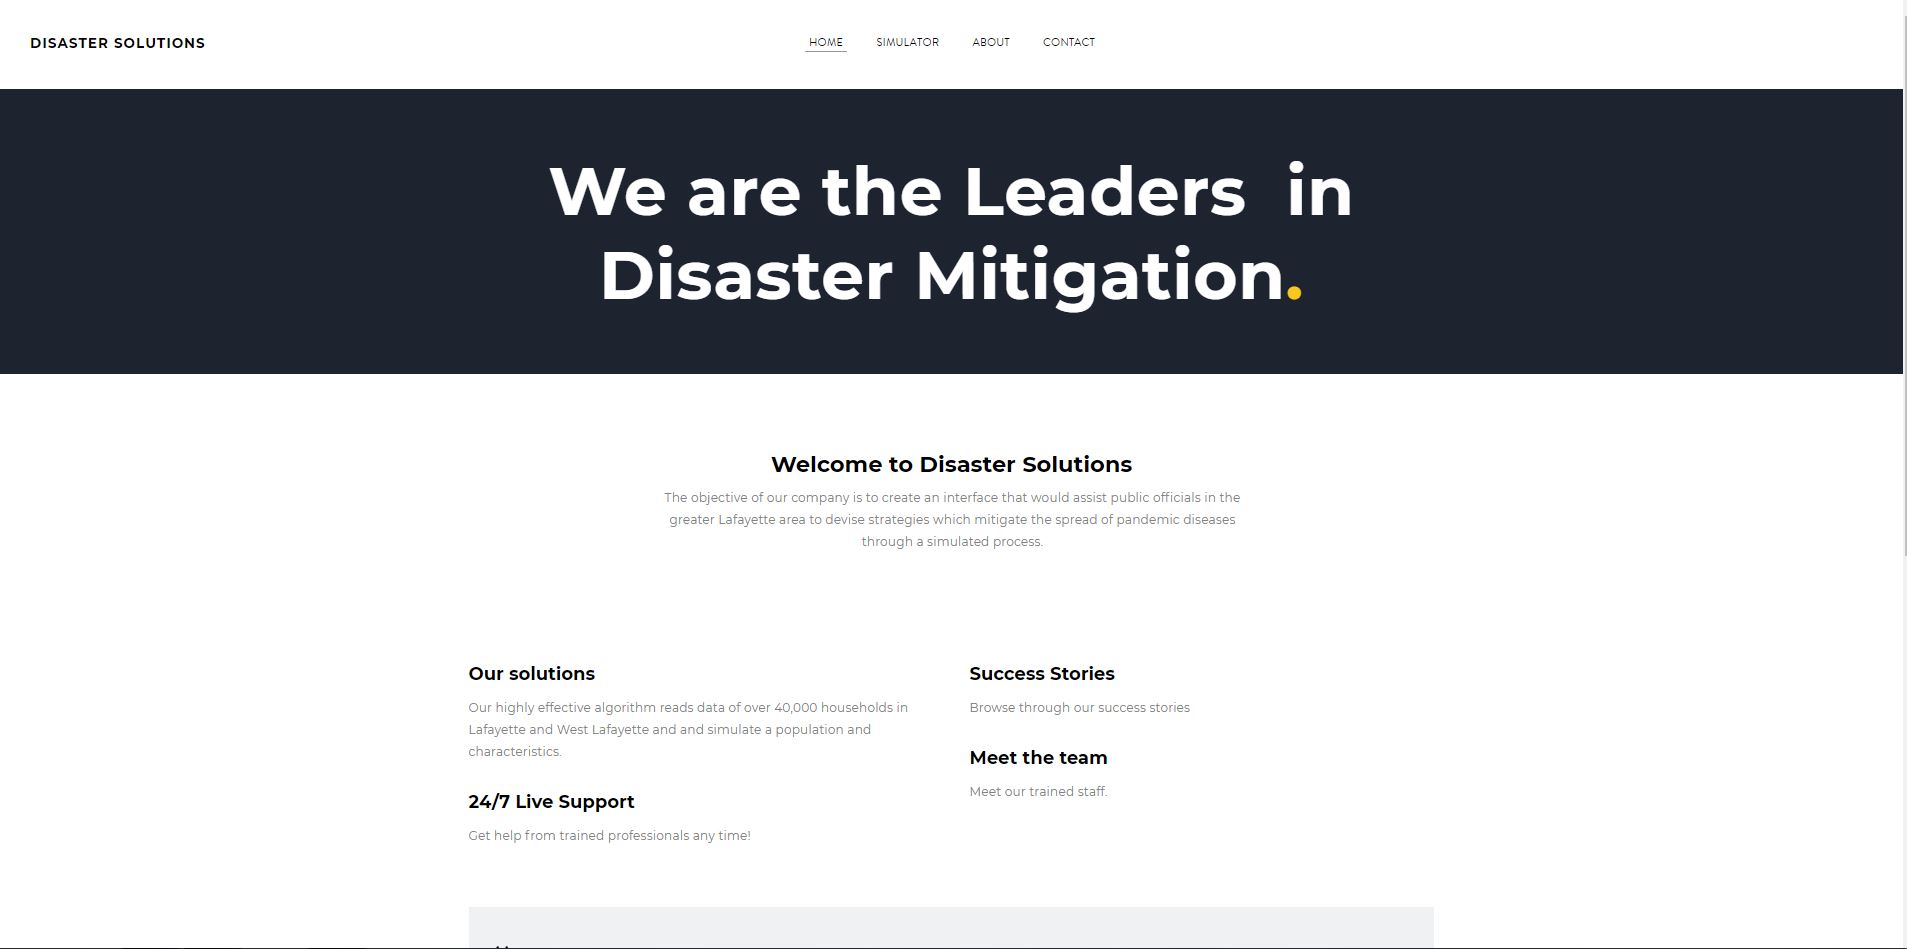 DISASTER SOLUTIONS
HOME SIMULATOR ABOUT CONTACT
We are the Leaders  in
Disaster Mitigation.
Welcome to Disaster Solutions
The objective of our company is to create an interface that would assist public officials in the
greater Lafayette area to devise strategies which mitigate the spread of pandemic diseases
through a simulated process.
Our solutions
Our highly effective algorithm reads data of over 40,000 households in
Lafayette and West Lafayette and and simulate a population and
characteristics.
24/7 Live Support
Get help from trained professionals any time!
Success Stories
Browse through our success stories
Meet the team
Meet our trained staff.